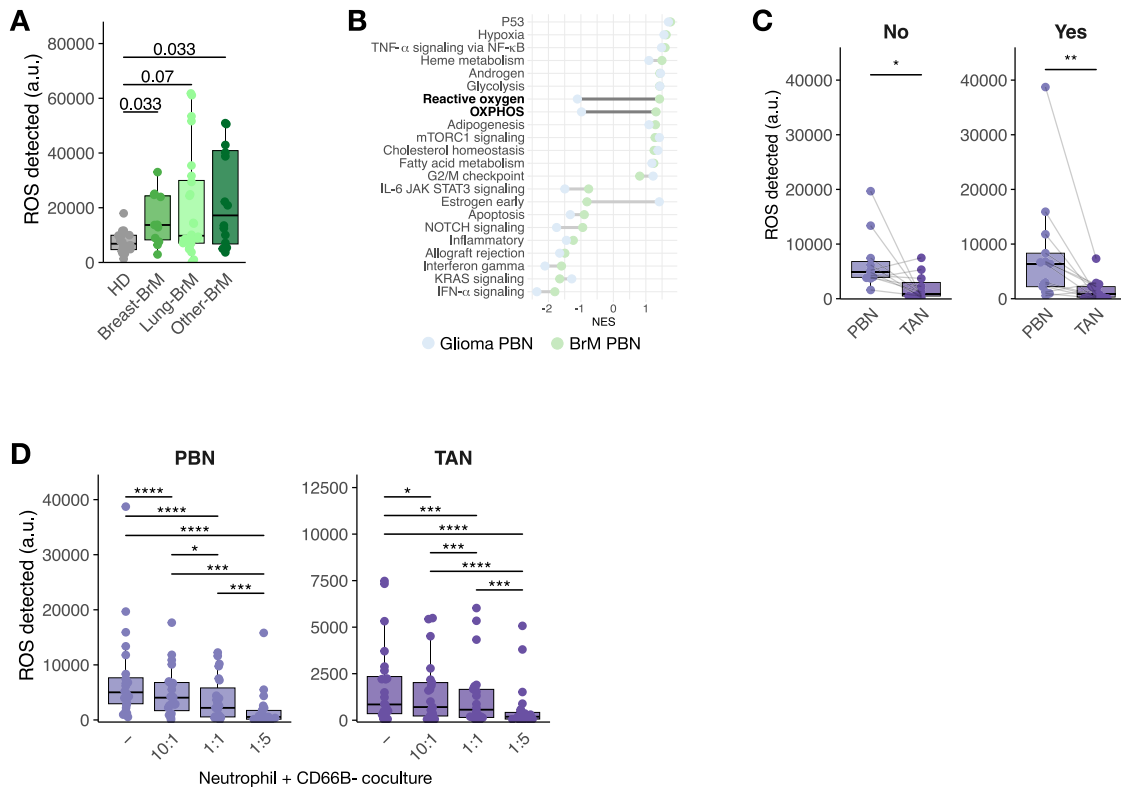 A
80000
60000
40000
20000
0
ROS detected (a.u.)
0.033
0.07
0.033
HD
Breast-BrM
Lung-BrM
Other-BrM
B
P53
Hypoxia
TNF-α signaling via NF-κB
Heme metabolism
Androgen
Glycolysis
Reactive oxygen
OXPHOS
Adipogenesis
mTORC1 signaling
Cholesterol homeostasis
Fatty acid metabolism
G2/M checkpoint
IL-6 JAK STAT3 signaling
Estrogen early
Apoptosis
NOTCH signaling
Inflammatory
Allograft rejection
Interferon gamma
KRAS signaling
IFN-α signaling
-2 -1 0 1
NES
Glioma PBN BrM PBN
C
No
Yes
ROS detected (a.u.)
40000
30000
20000
10000
0
*
PBN
TAN
40000
30000
20000
10000
0
**
PBN
TAN
D
PBN
TAN
ROS detected (a.u.)
40000
30000
20000
10000
0
****
****
****
*
***
***
–
10:1
1:1
1:5
12500
10000
7500
5000
2500
0
*
***
****
***
****
***
–
10:1
1:1
1:5
Neutrophil + CD66B- coculture